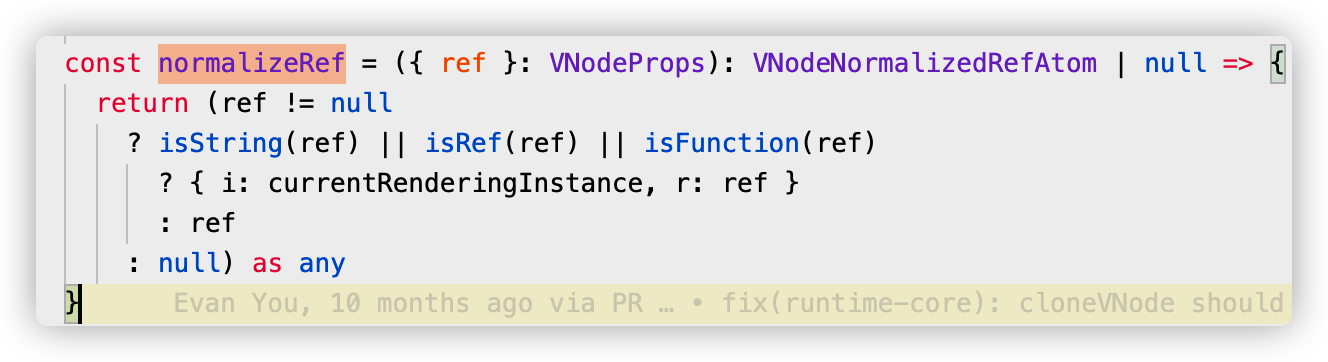 const normalizeRef = ({ ref }: VNodeProps): VNodeNormalizedRefAtom | null => {
  return (ref != null
    ? isString(ref) || isRef(ref) || isFunction(ref)
      ? { i: currentRenderingInstance, r: ref }
      : ref
    : null) as any
} Evan You, 10 months ago via PR … • fix(runtime-core): cloneVNode should